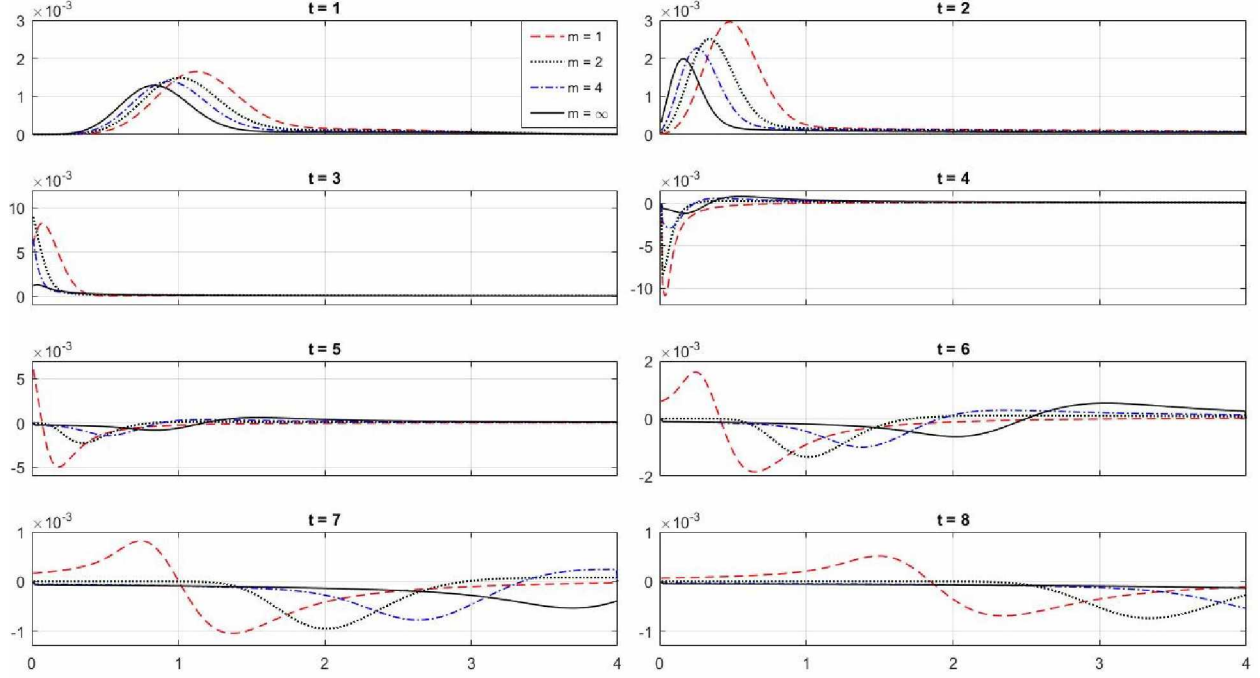 t = 1
×10⁻³
3
2
1
0
m = 1
m = 2
m = 4
m = ∞
t = 2
×10⁻³
3
2
1
0
t = 3
×10⁻³
10
5
0
t = 4
×10⁻³
0
-5
-10
t = 5
×10⁻³
5
0
-5
t = 6
×10⁻³
2
0
-2
t = 7
×10⁻³
1
0
-1
0 1 2 3 4
t = 8
×10⁻³
1
0
-1
0 1 2 3 4